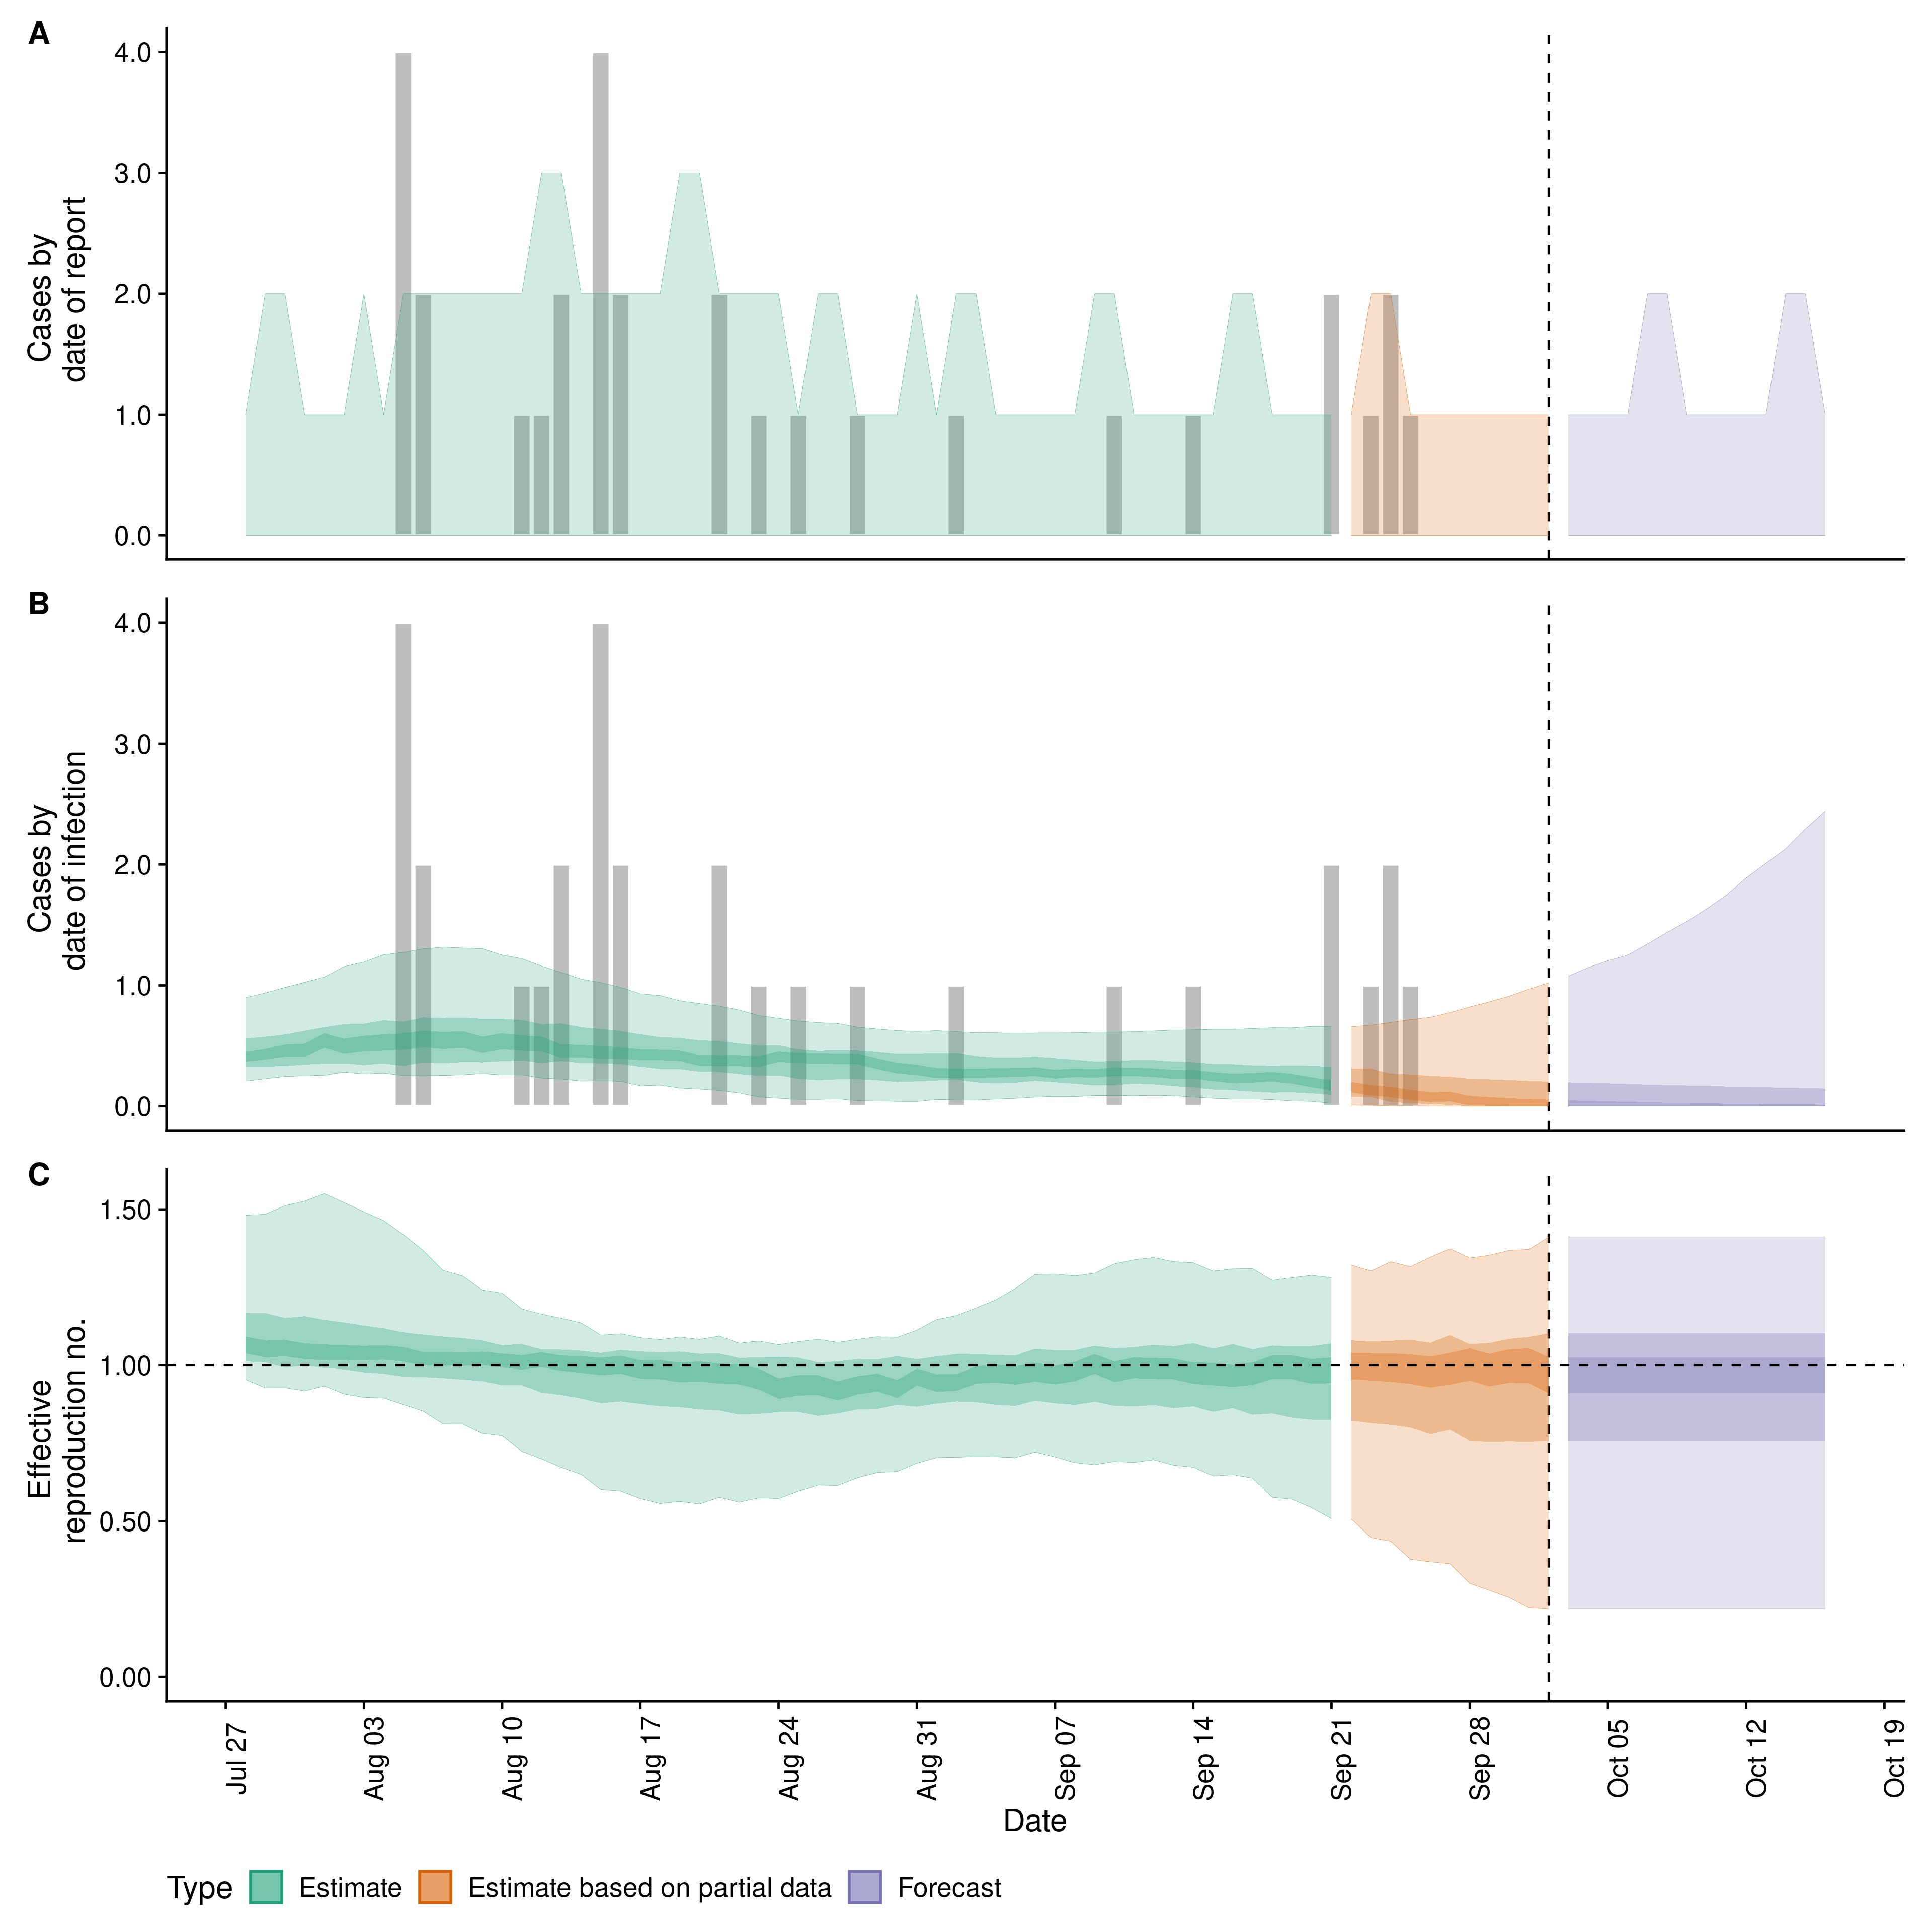 A
4.0
3.0
2.0
1.0
0.0
Cases by
date of report
B
4.0
3.0
2.0
1.0
0.0
Cases by
date of infection
C
1.50
1.00
0.50
0.00
Effective
reproduction no.
Jul 27
Aug 03
Aug 10
Aug 17
Aug 24
Aug 31
Sep 07
Sep 14
Sep 21
Sep 28
Oct 05
Oct 12
Oct 19
Date
Type Estimate Estimate based on partial data Forecast